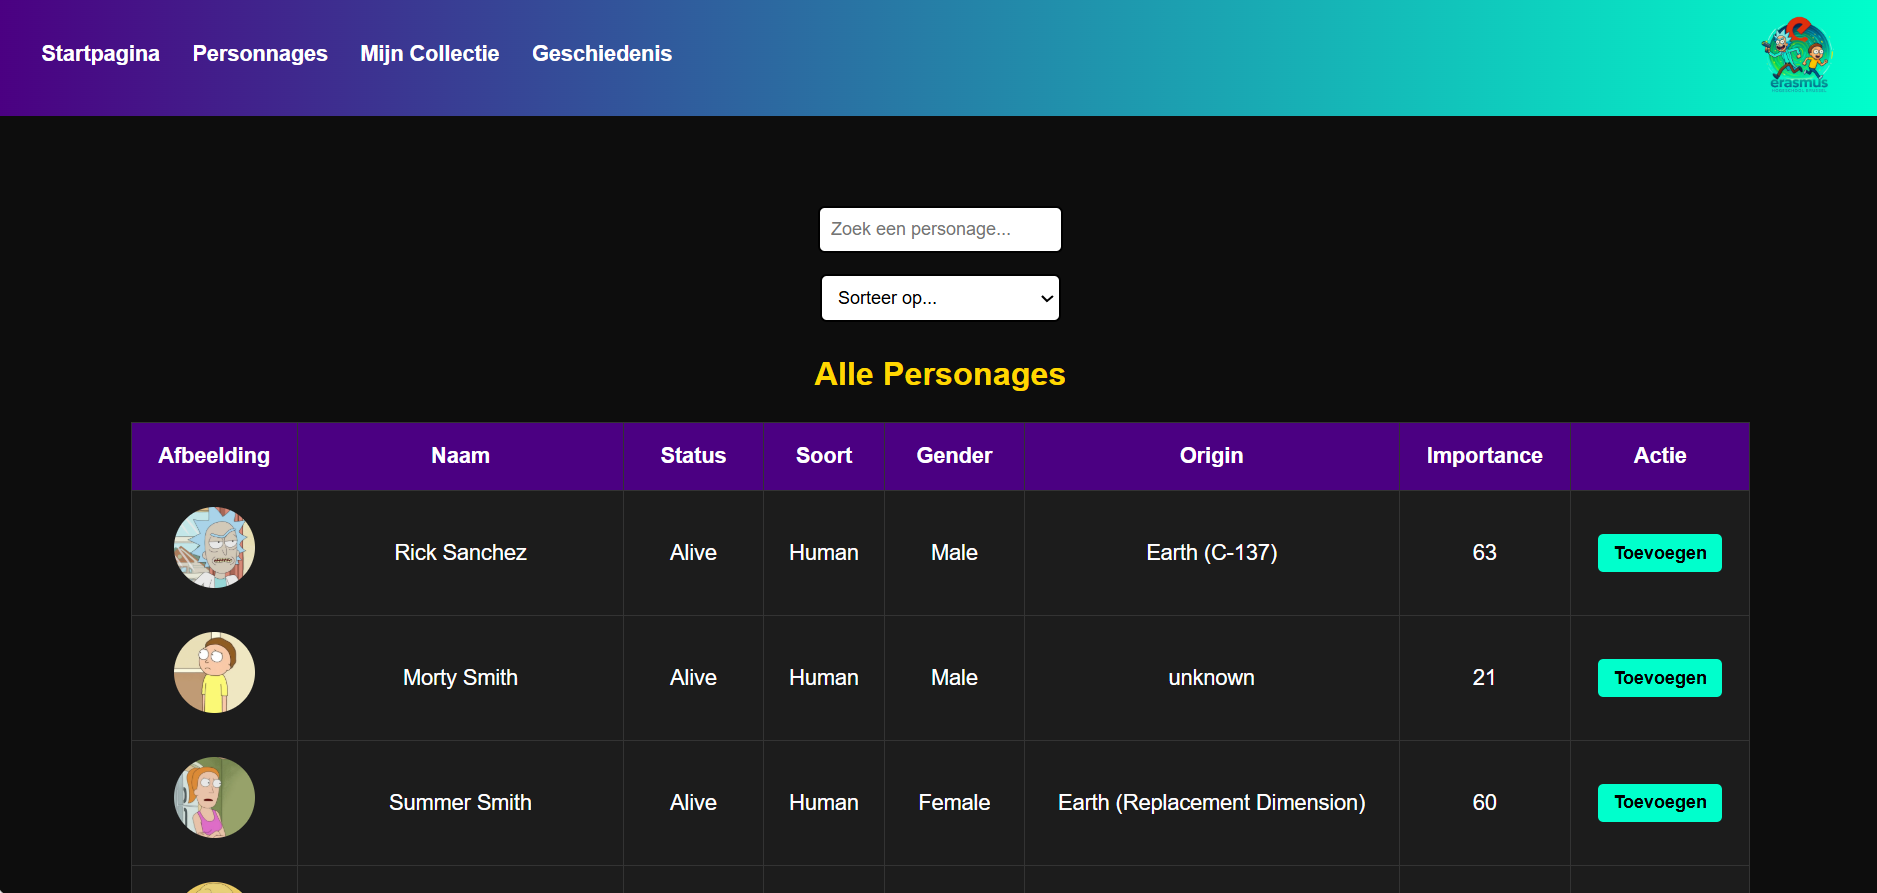 Startpagina Personnages Mijn Collectie Geschiedenis
erasmus
Zoek een personage...
Sorteer op...
Alle Personages
Afbeelding Naam Status Soort Gender Origin Importance Actie
Rick Sanchez Alive Human Male Earth (C-137) 63 Toevoegen
Morty Smith Alive Human Male unknown 21 Toevoegen
Summer Smith Alive Human Female Earth (Replacement Dimension) 60 Toevoegen